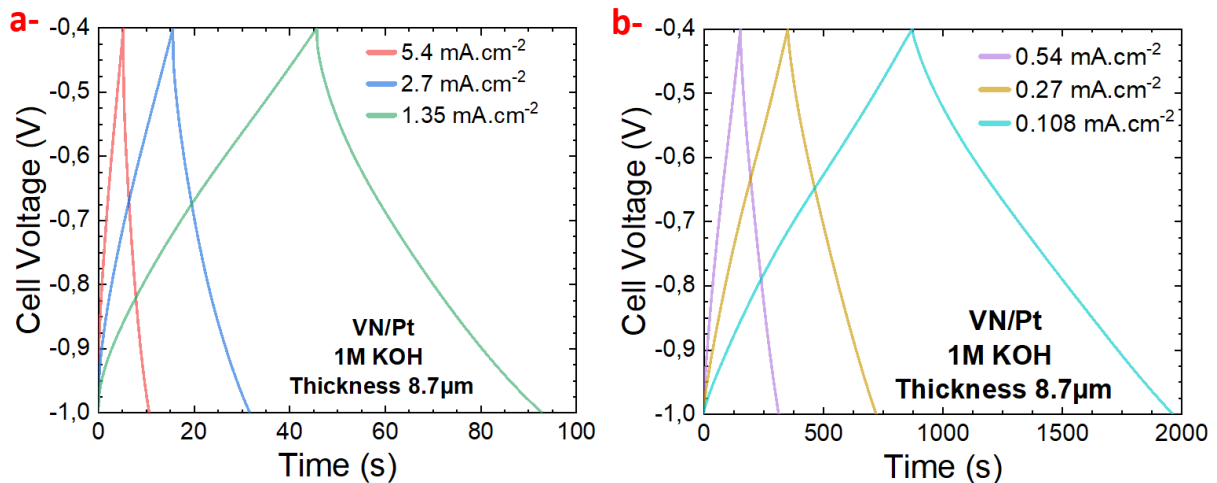 a-
-0,4
-0,5
-0,6
-0,7
-0,8
-0,9
-1,0
Cell Voltage (V)
5.4 mA.cm⁻²
2.7 mA.cm⁻²
1.35 mA.cm⁻²
VN/Pt
1M KOH
Thickness 8.7µm
0 20 40 60 80 100
Time (s)
b-
-0,4
-0,5
-0,6
-0,7
-0,8
-0,9
-1,0
Cell Voltage (V)
0.54 mA.cm⁻²
0.27 mA.cm⁻²
0.108 mA.cm⁻²
VN/Pt
1M KOH
Thickness 8.7µm
0 500 1000 1500 2000
Time (s)